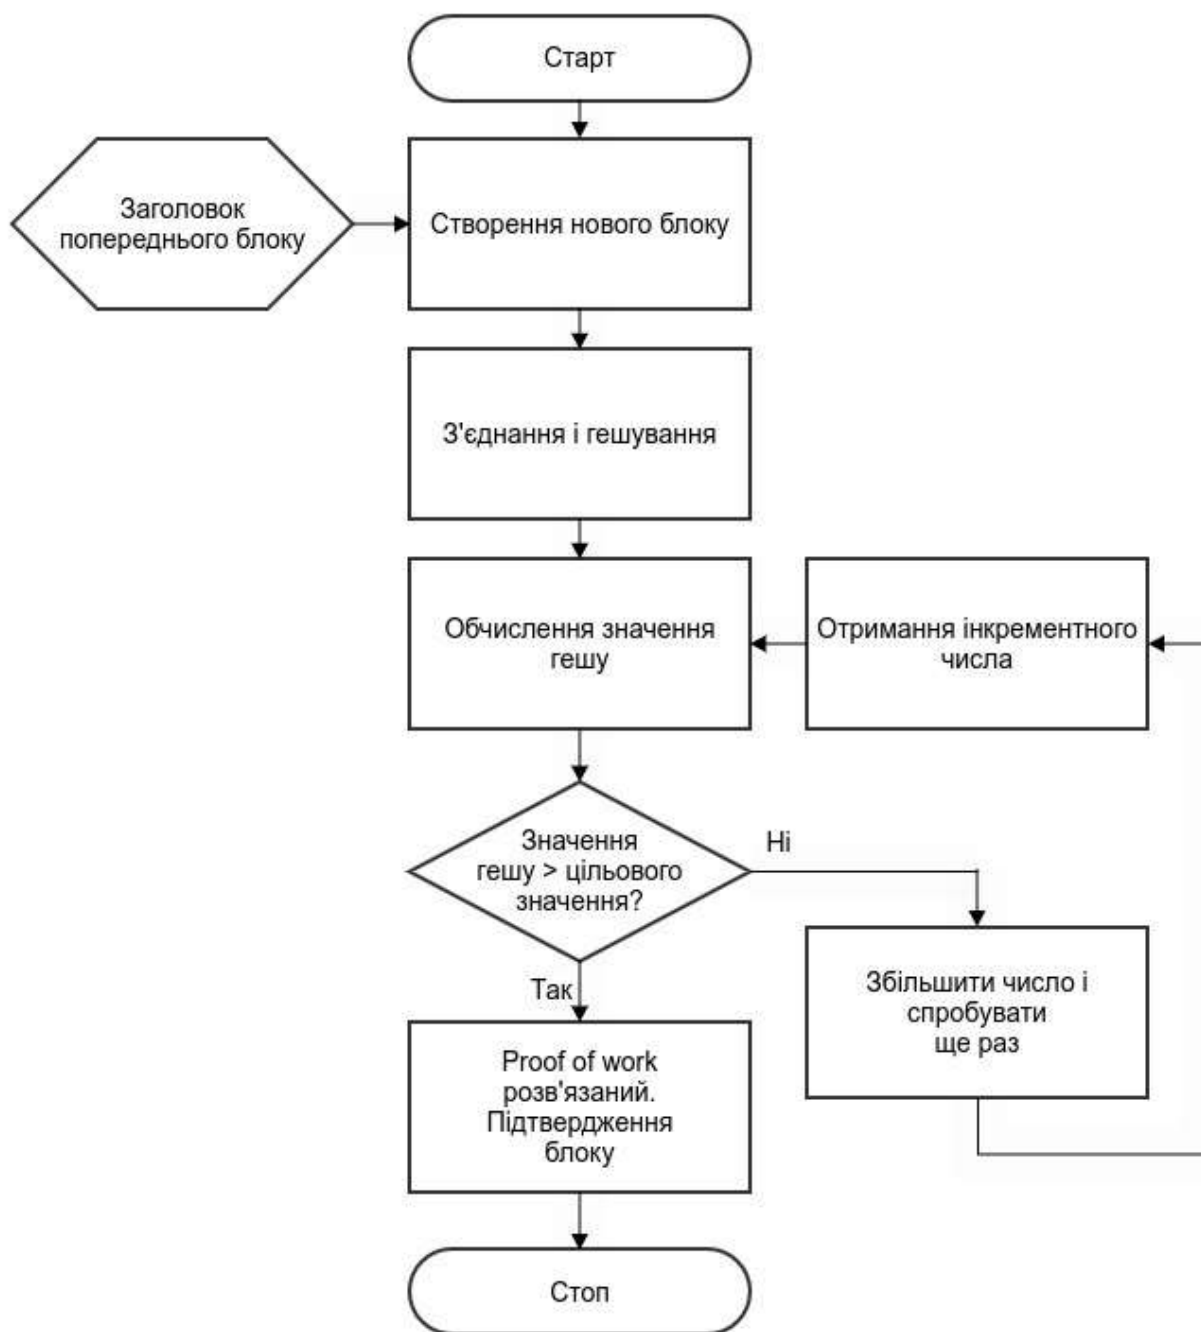 Старт
Заголовок
попереднього блоку
Створення нового блоку
З'єднання і гешування
Обчислення значення
гешу
Отримання інкрементного
числа
Значення
гешу > цільового
значення?
Ні
Так
Збільшити число і
спробувати
ще раз
Proof of work
розв'язаний.
Підтвердження
блоку
Стоп